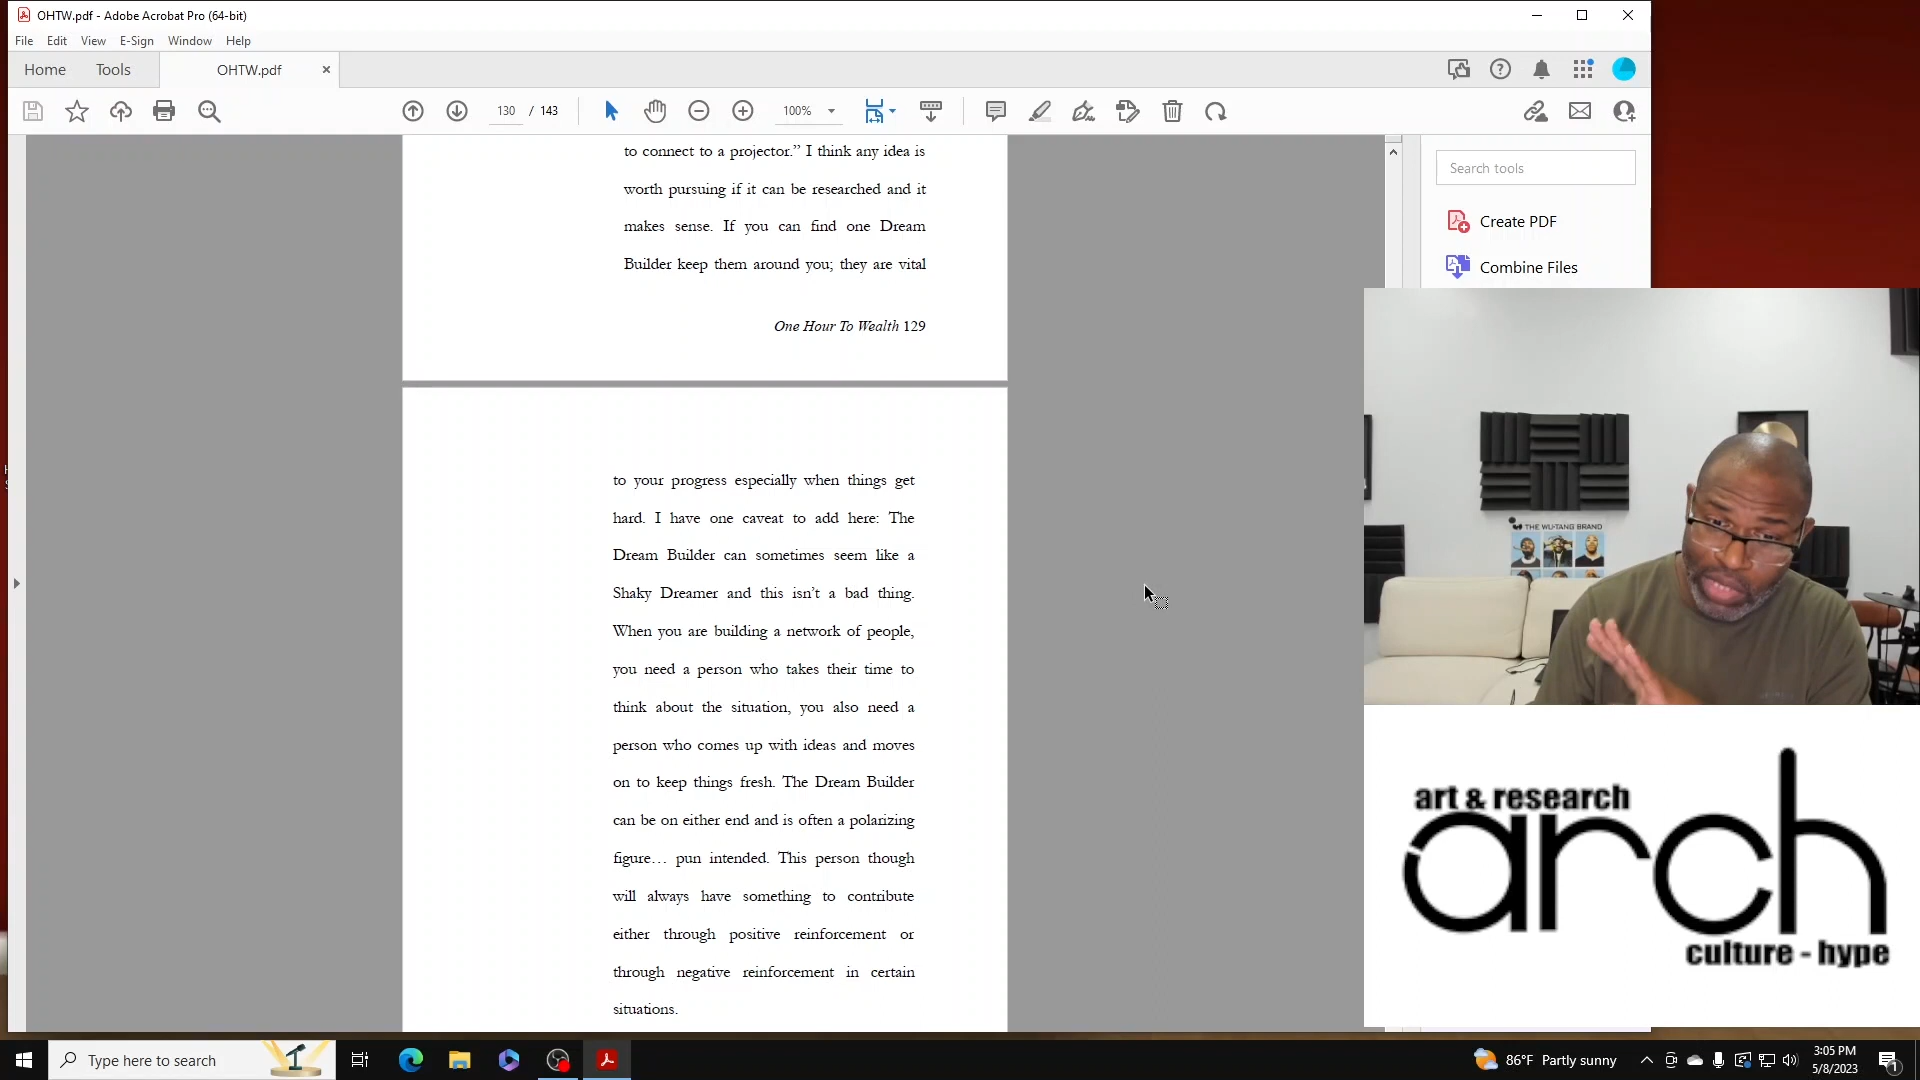 OHTW.pdf - Adobe Acrobat Pro (64-bit)
File Edit View E-Sign Window Help
Home Tools OHTW.pdf
130 / 143 100%
Search tools
Create PDF
Combine Files
to connect to a projector.” I think any idea is
worth pursuing if it can be researched and it
makes sense. If you can find one Dream
Builder keep them around you; they are vital
One Hour To Wealth 129
to your progress especially when things get
hard. I have one caveat to add here: The
Dream Builder can sometimes seem like a
Shaky Dreamer and this isn’t a bad thing.
When you are building a network of people,
you need a person who takes their time to
think about the situation, you also need a
person who comes up with ideas and moves
on to keep things fresh. The Dream Builder
can be on either end and is often a polarizing
figure… pun intended. This person though
will always have something to contribute
either through positive reinforcement or
through negative reinforcement in certain
situations.
THE WU-TANG BRAND
art & research
arch
culture - hype
Type here to search
86°F Partly sunny
3:05 PM
5/8/2023
1